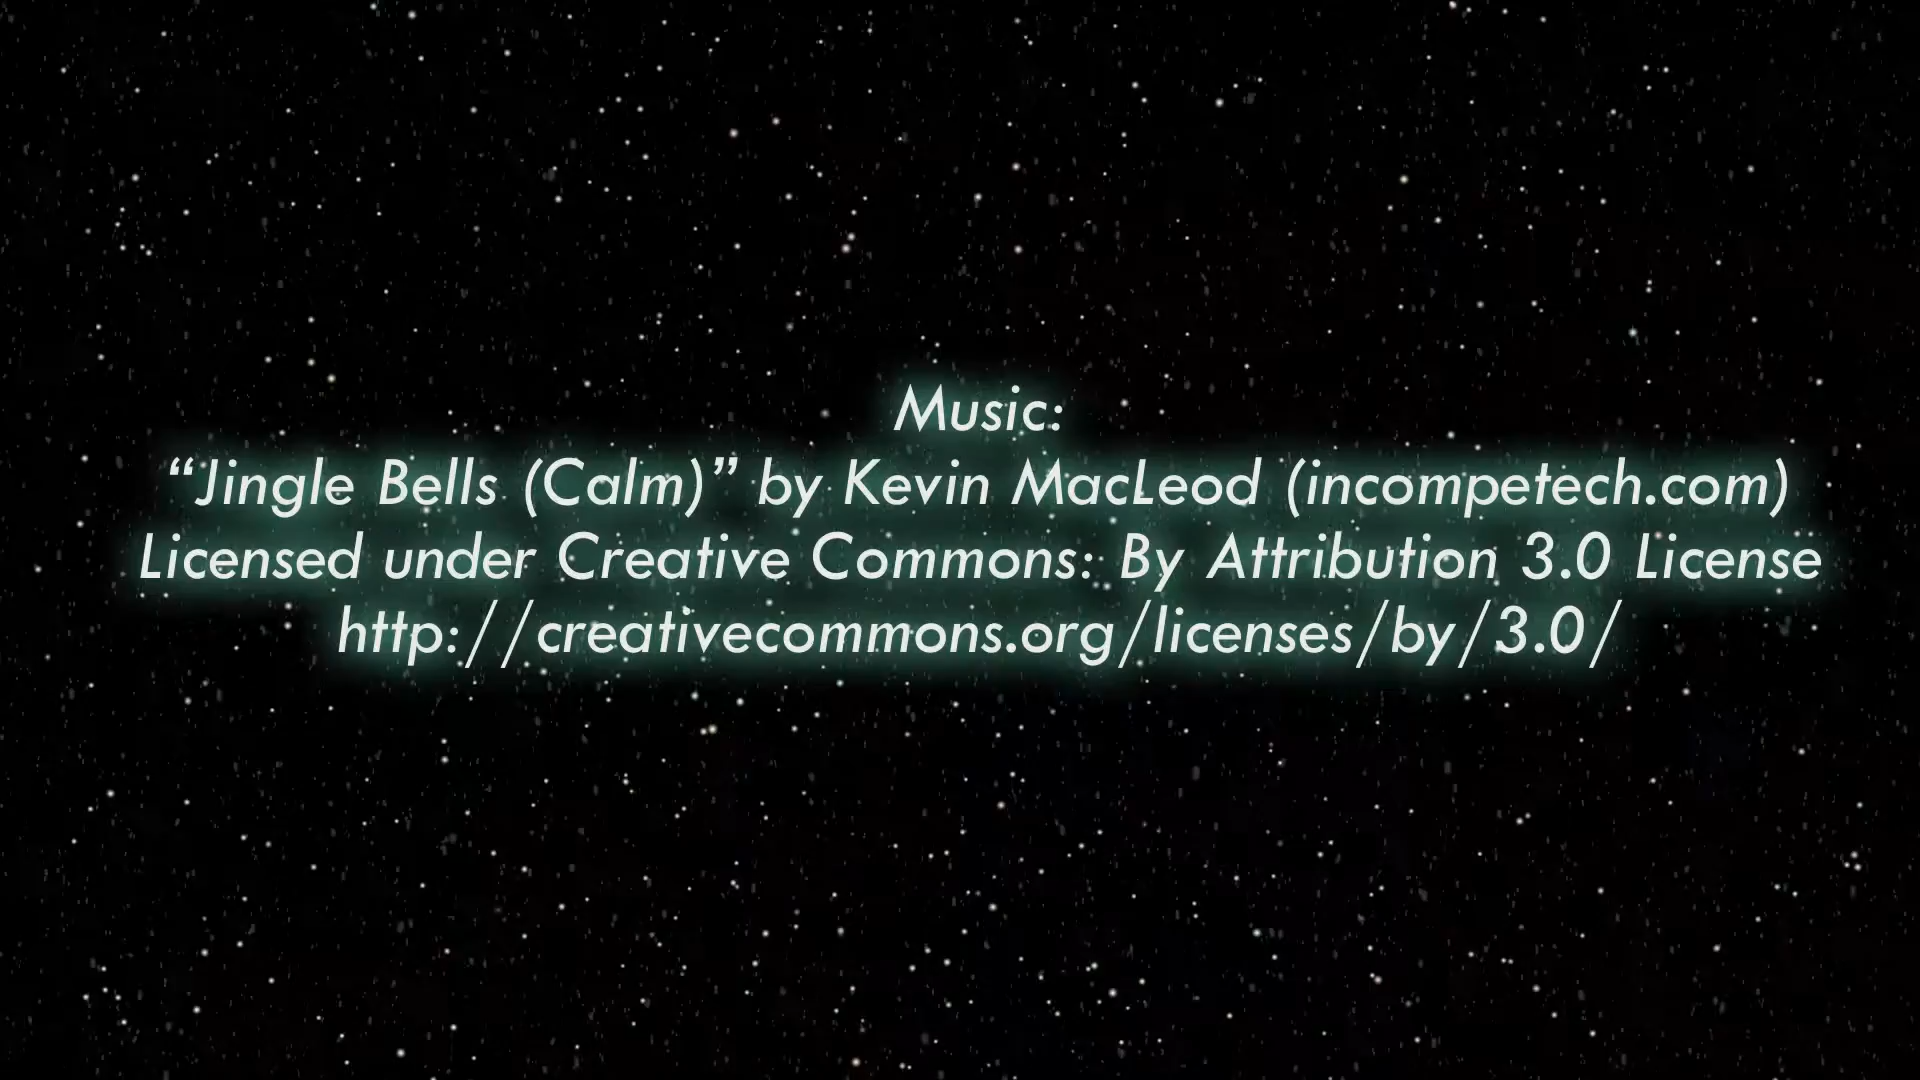 Music:
“Jingle Bells (Calm)” by Kevin MacLeod (incompetech.com)
Licensed under Creative Commons: By Attribution 3.0 License
http://creativecommons.org/licenses/by/3.0/